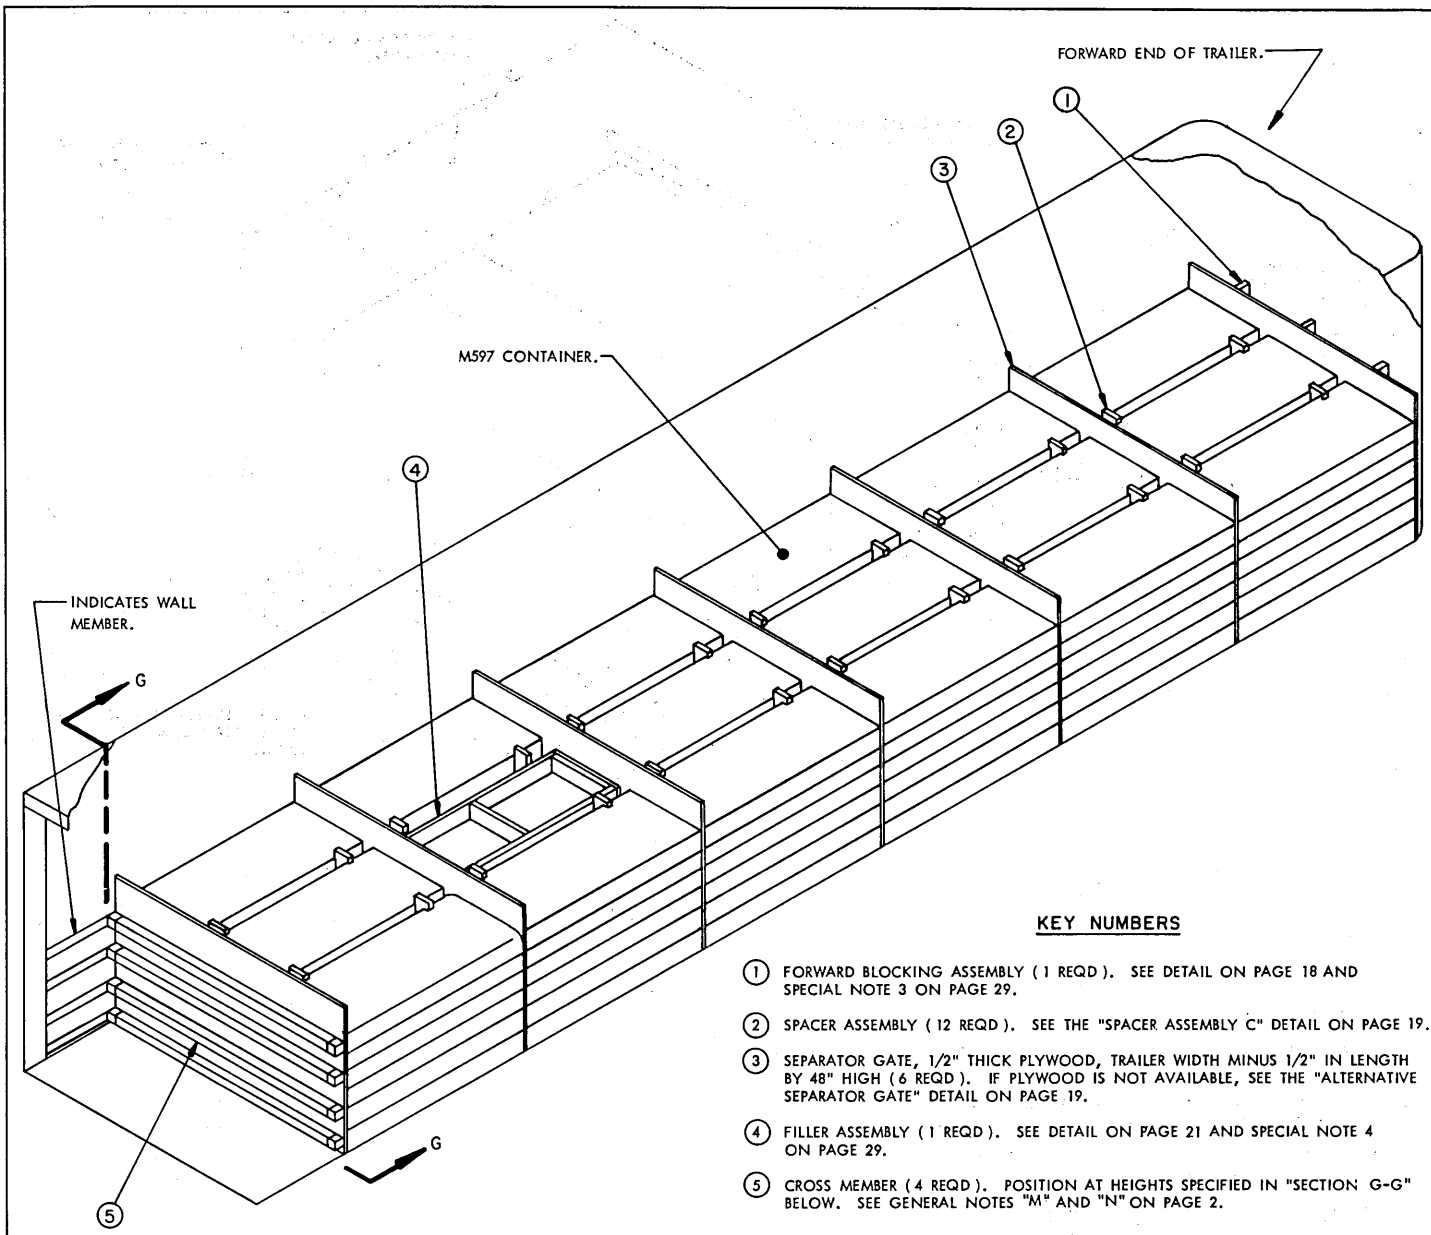 FORWARD END OF TRAILER.
1
2
3
M597 CONTAINER.
4
INDICATES WALL
MEMBER.
G
G
5
KEY NUMBERS
1 FORWARD BLOCKING ASSEMBLY (1 REQD). SEE DETAIL ON PAGE 18 AND
SPECIAL NOTE 3 ON PAGE 29.
2 SPACER ASSEMBLY (12 REQD). SEE THE "SPACER ASSEMBLY C" DETAIL ON PAGE 19.
3 SEPARATOR GATE, 1/2" THICK PLYWOOD, TRAILER WIDTH MINUS 1/2" IN LENGTH
BY 48" HIGH (6 REQD). IF PLYWOOD IS NOT AVAILABLE, SEE THE "ALTERNATIVE
SEPARATOR GATE" DETAIL ON PAGE 19.
4 FILLER ASSEMBLY (1 REQD). SEE DETAIL ON PAGE 21 AND SPECIAL NOTE 4
ON PAGE 29.
5 CROSS MEMBER (4 REQD). POSITION AT HEIGHTS SPECIFIED IN "SECTION G-G"
BELOW. SEE GENERAL NOTES "M" AND "N" ON PAGE 2.